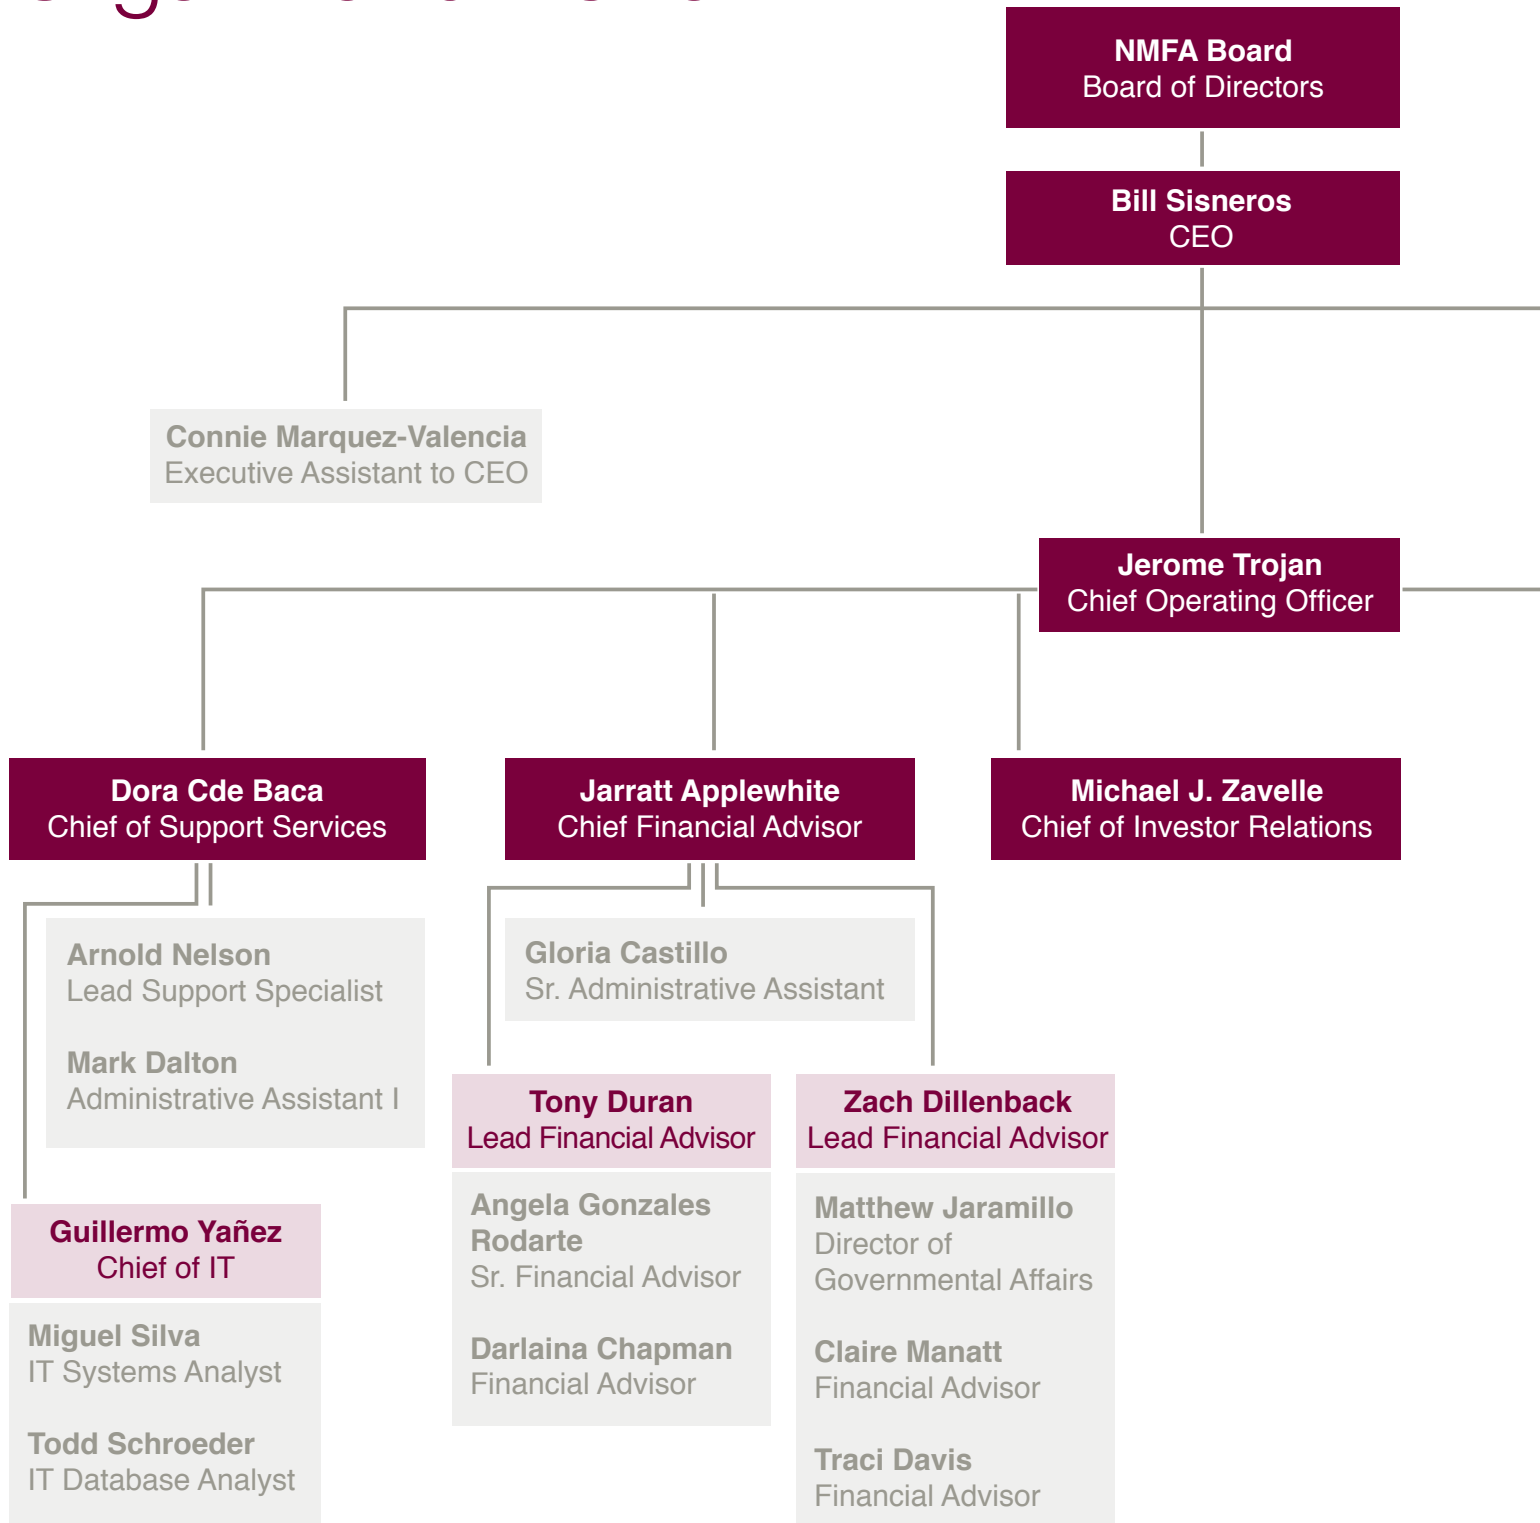 NMFA Board
Board of Directors
Bill Sisneros
CEO
Connie Marquez-Valencia
Executive Assistant to CEO
Jerome Trojan
Chief Operating Officer
Dora Cde Baca
Chief of Support Services
Jarratt Applewhite
Chief Financial Advisor
Michael J. Zavelle
Chief of Investor Relations
Arnold Nelson
Lead Support Specialist
Mark Dalton
Administrative Assistant I
Guillermo Yañez
Chief of IT
Miguel Silva
IT Systems Analyst
Todd Schroeder
IT Database Analyst
Gloria Castillo
Sr. Administrative Assistant
Tony Duran
Lead Financial Advisor
Angela Gonzales
Rodarte
Sr. Financial Advisor
Darlaina Chapman
Financial Advisor
Zach Dillenback
Lead Financial Advisor
Matthew Jaramillo
Director of
Governmental Affairs
Claire Manatt
Financial Advisor
Traci Davis
Financial Advisor